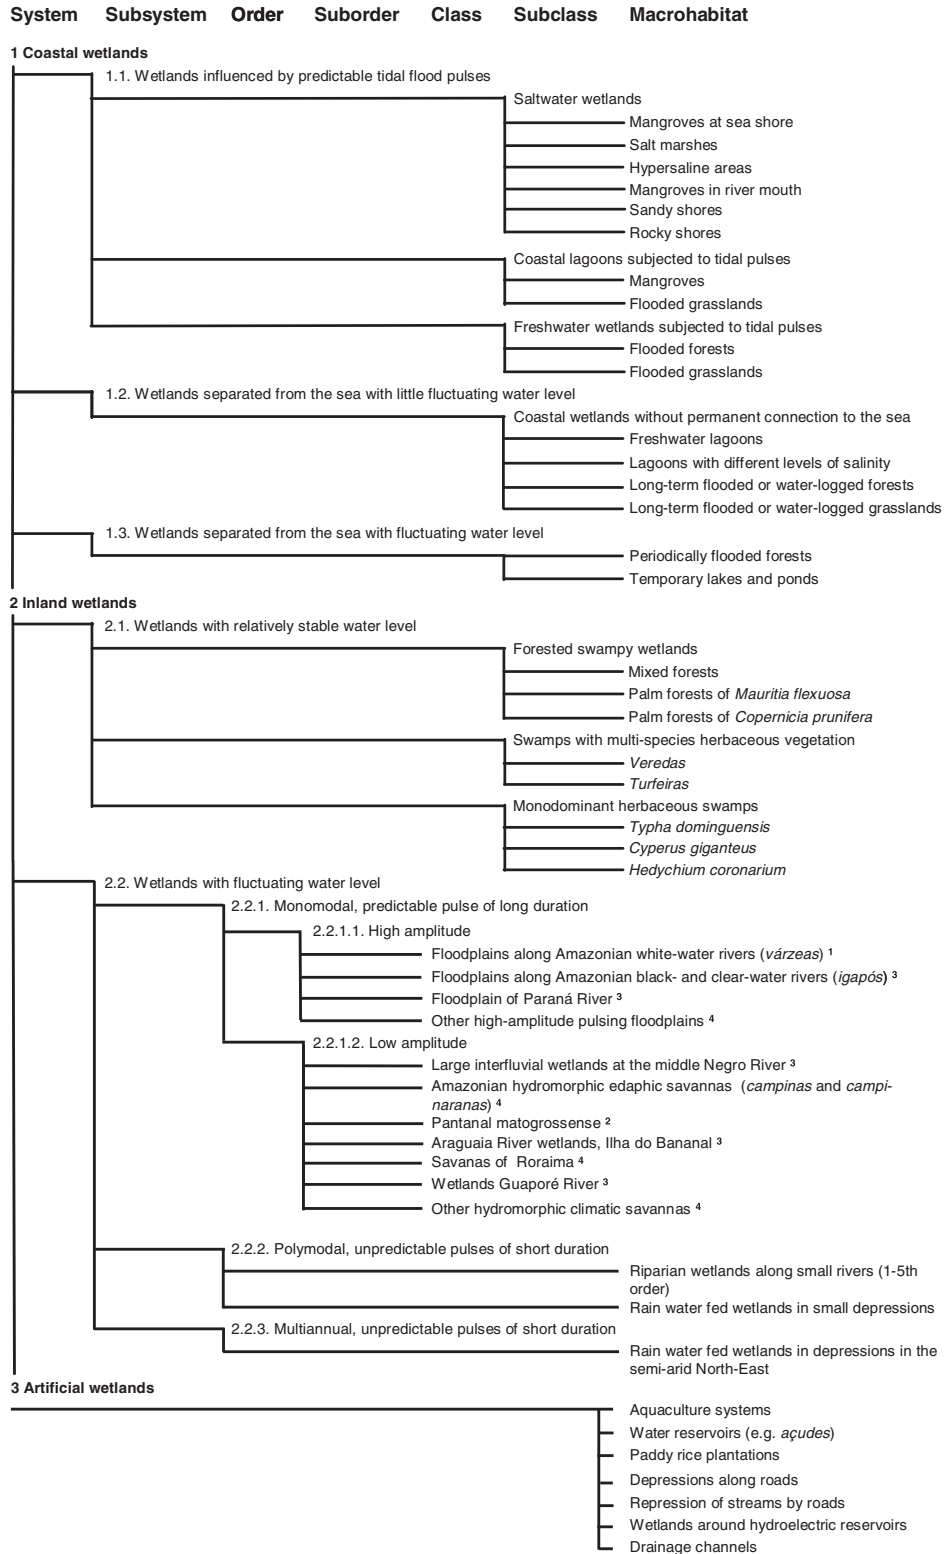 System Subsystem Order Suborder Class Subclass Macrohabitat
1 Coastal wetlands
1.1. Wetlands influenced by predictable tidal flood pulses
Saltwater wetlands
Mangroves at sea shore
Salt marshes
Hypersaline areas
Mangroves in river mouth
Sandy shores
Rocky shores
Coastal lagoons subjected to tidal pulses
Mangroves
Flooded grasslands
Freshwater wetlands subjected to tidal pulses
Flooded forests
Flooded grasslands
1.2. Wetlands separated from the sea with little fluctuating water level
Coastal wetlands without permanent connection to the sea
Freshwater lagoons
Lagoons with different levels of salinity
Long-term flooded or water-logged forests
Long-term flooded or water-logged grasslands
1.3. Wetlands separated from the sea with fluctuating water level
Periodically flooded forests
Temporary lakes and ponds
2 Inland wetlands
2.1. Wetlands with relatively stable water level
Forested swampy wetlands
Mixed forests
Palm forests of Mauritia flexuosa
Palm forests of Copernicia prunifera
Swamps with multi-species herbaceous vegetation
Veredas
Turfeiras
Monodominant herbaceous swamps
Typha dominguensis
Cyperus giganteus
Hedychium coronarium
2.2. Wetlands with fluctuating water level
2.2.1. Monomodal, predictable pulse of long duration
2.2.1.1. High amplitude
Floodplains along Amazonian white-water rivers (várzeas) ¹
Floodplains along Amazonian black- and clear-water rivers (igapós) ³
Floodplain of Paraná River ³
Other high-amplitude pulsing floodplains ⁴
2.2.1.2. Low amplitude
Large interfluvial wetlands at the middle Negro River ³
Amazonian hydromorphic edaphic savannas (campinas and campi-
naranas) ⁴
Pantanal matogrossense ²
Araguaia River wetlands, Ilha do Bananal ³
Savanas of Roraima ⁴
Wetlands Guaporé River ³
Other hydromorphic climatic savannas ⁴
2.2.2. Polymodal, unpredictable pulses of short duration
Riparian wetlands along small rivers (1-5th
order)
Rain water fed wetlands in small depressions
2.2.3. Multiannual, unpredictable pulses of short duration
Rain water fed wetlands in depressions in the
semi-arid North-East
3 Artificial wetlands
Aquaculture systems
Water reservoirs (e.g. açudes)
Paddy rice plantations
Depressions along roads
Repression of streams by roads
Wetlands around hydroelectric reservoirs
Drainage channels